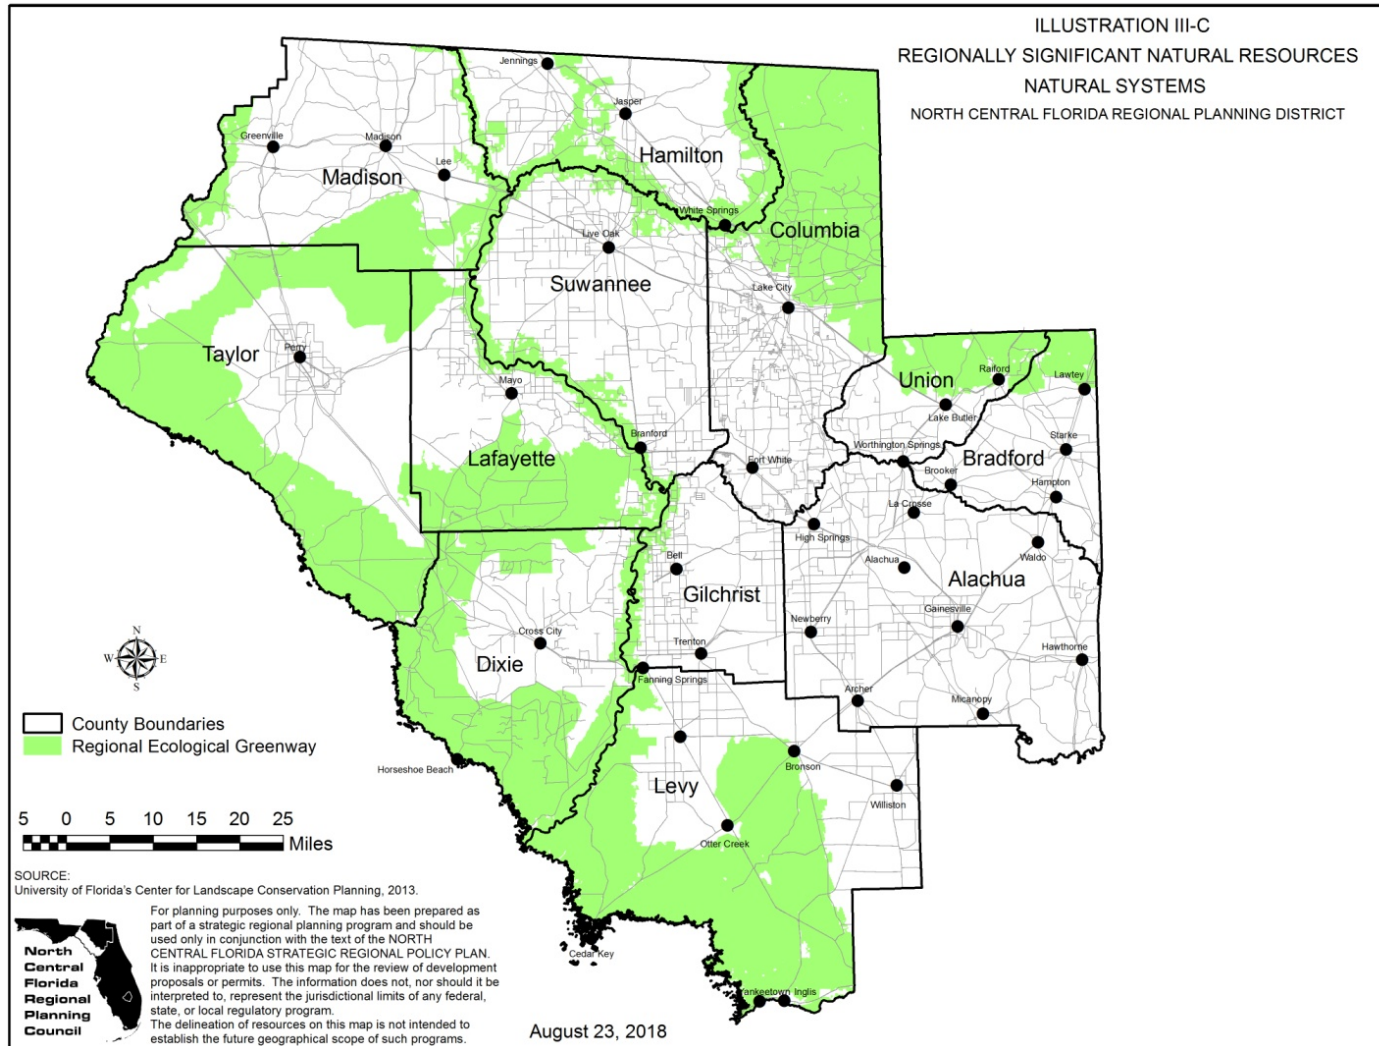 ILLUSTRATION III-C
REGIONALLY SIGNIFICANT NATURAL RESOURCES
NATURAL SYSTEMS
NORTH CENTRAL FLORIDA REGIONAL PLANNING DISTRICT
Jennings
Jasper
Greenville
Madison
Lee
Hamilton
Madison
White Springs
Columbia
Live Oak
Suwannee
Lake City
Taylor
Perry
Mayo
Union
Raiford
Lawtey
Lake Butler
Branford
Worthington Springs
Starke
Lafayette
Fort White
Bradford
Brooker
Hampton
La Crosse
High Springs
Waldo
Bell
Alachua
Alachua
Gilchrist
Gainesville
Newberry
Cross City
Trenton
Hawthorne
Dixie
Fanning Springs
Archer
Micanopy
N
W
E
S
County Boundaries
Regional Ecological Greenway
Horseshoe Beach
Bronson
Levy
Williston
Otter Creek
5 0 5 10 15 20 25
Miles
SOURCE:
University of Florida's Center for Landscape Conservation Planning, 2013.
For planning purposes only. The map has been prepared as
part of a strategic regional planning program and should be
used only in conjunction with the text of the NORTH
CENTRAL FLORIDA STRATEGIC REGIONAL POLICY PLAN.
It is inappropriate to use this map for the review of development
proposals or permits. The information does not, nor should it be
interpreted to, represent the jurisdictional limits of any federal,
state, or local regulatory program.
The delineation of resources on this map is not intended to
establish the future geographical scope of such programs.
North
Central
Florida
Regional
Planning
Council
Cedar Key
Yankeetown Inglis
August 23, 2018